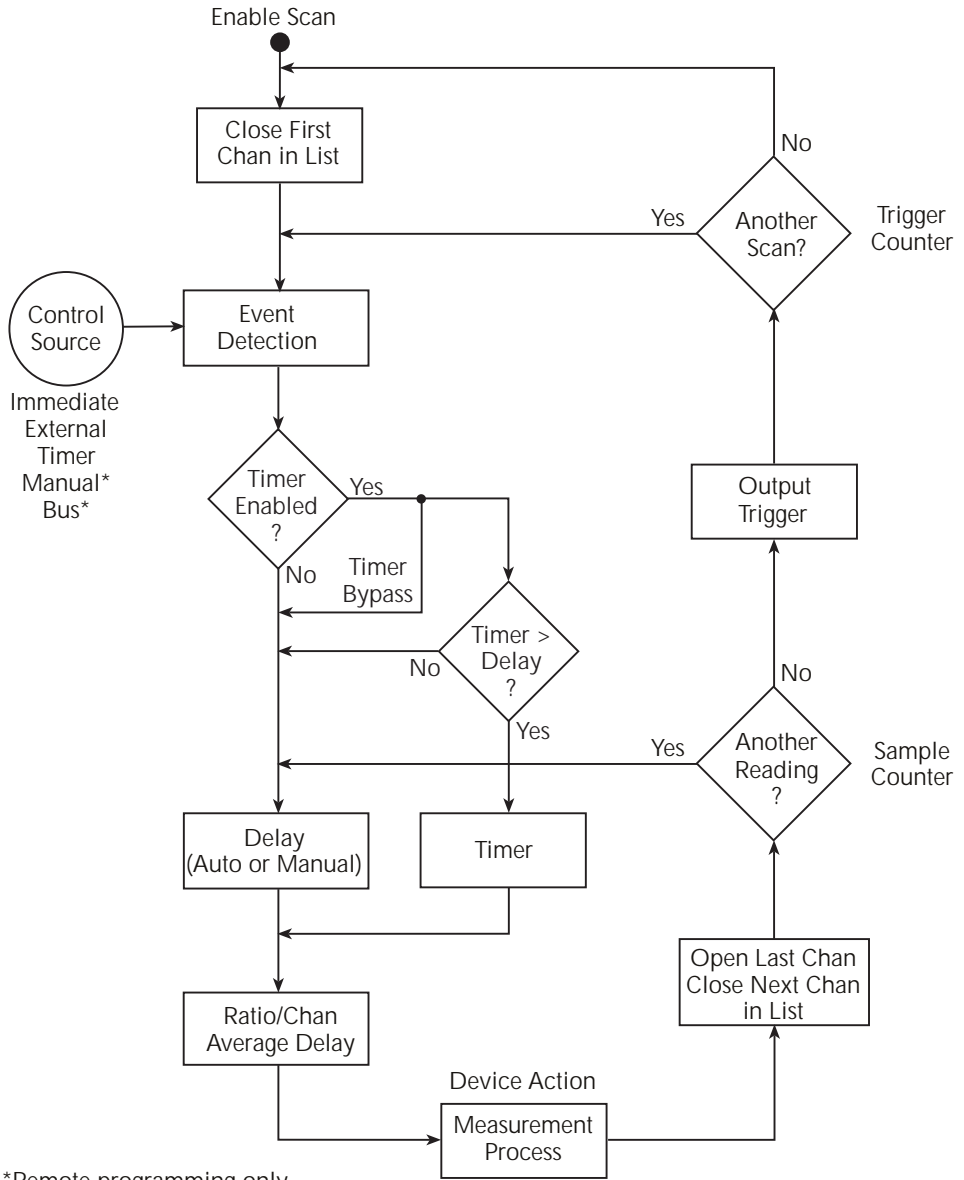 Enable Scan
Close First
Chan in List
No
Another
Scan?
Yes
Trigger
Counter
Control
Source
Event
Detection
Immediate
External
Timer
Manual*
Bus*
Timer
Enabled
?
Yes
No
Timer
Bypass
Output
Trigger
Timer >
Delay
?
No
Yes
No
Another
Reading
?
Yes
Sample
Counter
Delay
(Auto or Manual)
Timer
Open Last Chan
Close Next Chan
in List
Ratio/Chan
Average Delay
Device Action
Measurement
Process
*Remote programming only